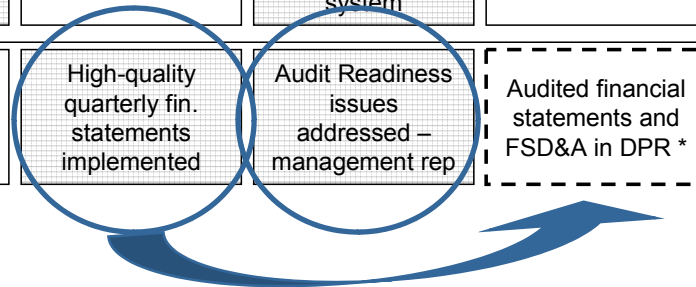 system
High-quality
quarterly fin.
statements
implemented
Audit Readiness
issues
addressed –
management rep
Audited financial
statements and
FSD&A in DPR *